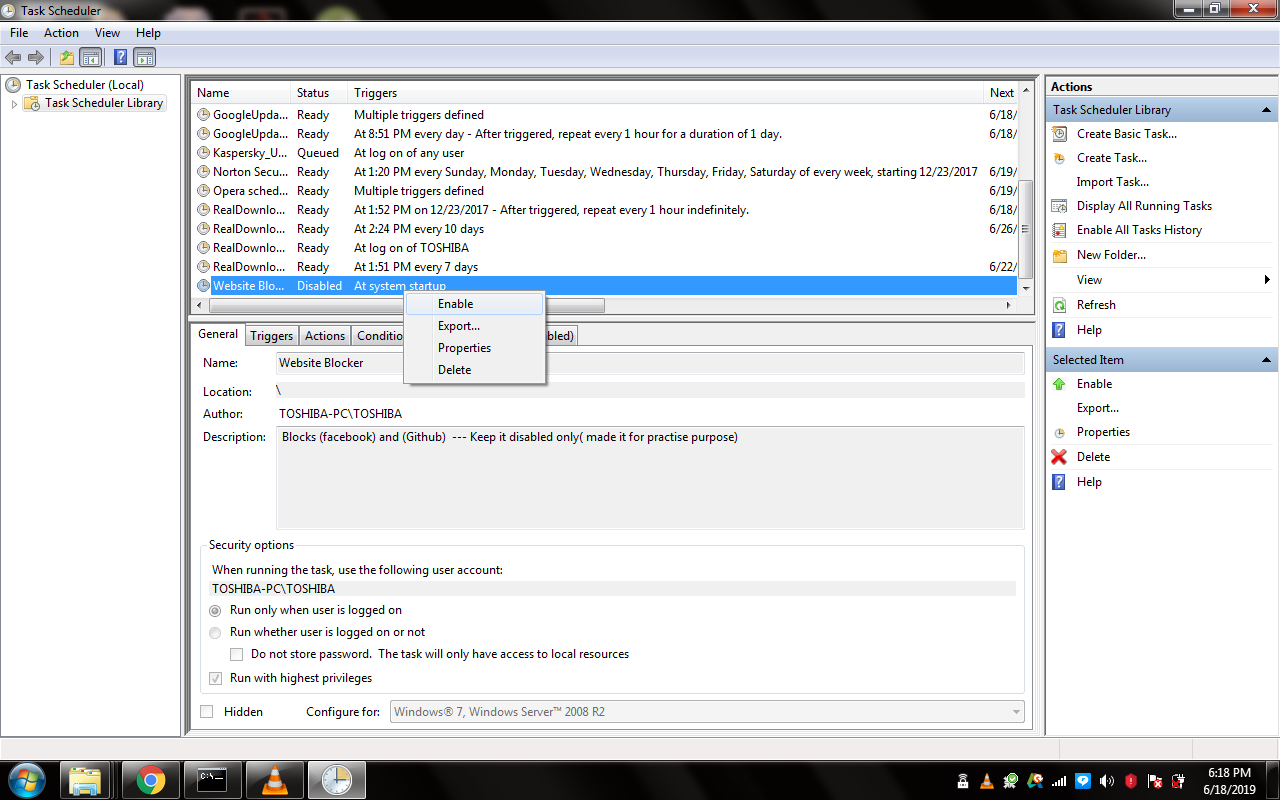 Task Scheduler
File Action View Help
Task Scheduler (Local)
Task Scheduler Library
Name Status Triggers Next
GoogleUpda... Ready Multiple triggers defined 6/18/
GoogleUpda... Ready At 8:51 PM every day - After triggered, repeat every 1 hour for a duration of 1 day. 6/18/
Kaspersky_U... Queued At log on of any user
Norton Secu... Ready At 1:20 PM every Sunday, Monday, Tuesday, Wednesday, Thursday, Friday, Saturday of every week, starting 12/23/2017 6/19/
Opera sched... Ready Multiple triggers defined 6/19/
RealDownlo... Ready At 1:52 PM on 12/23/2017 - After triggered, repeat every 1 hour indefinitely. 6/18/
RealDownlo... Ready At 2:24 PM every 10 days 6/26/
RealDownlo... Ready At log on of TOSHIBA
RealDownlo... Ready At 1:51 PM every 7 days 6/22/
Website Blo... Disabled At system startup
Enable
Export...
Properties
Delete
General Triggers Actions Conditio bled)
Name: Website Blocker
Location: \
Author: TOSHIBA-PC\TOSHIBA
Description: Blocks (facebook) and (Github) --- Keep it disabled only( made it for practise purpose)
Security options
When running the task, use the following user account:
TOSHIBA-PC\TOSHIBA
Run only when user is logged on
Run whether user is logged on or not
Do not store password. The task will only have access to local resources
Run with highest privileges
Hidden Configure for: Windows® 7, Windows Server™ 2008 R2
Actions
Task Scheduler Library
Create Basic Task...
Create Task...
Import Task...
Display All Running Tasks
Enable All Tasks History
New Folder...
View
Refresh
Help
Selected Item
Enable
Export...
Properties
Delete
Help
C:\_
6:18 PM
6/18/2019